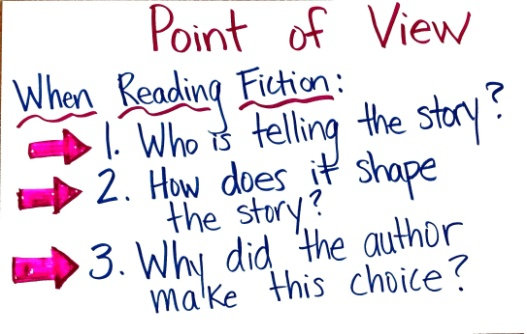 Point of View
When Reading Fiction:
1. Who is telling the story?
2. How does it shape
the story?
3. Why did the author
make this choice?